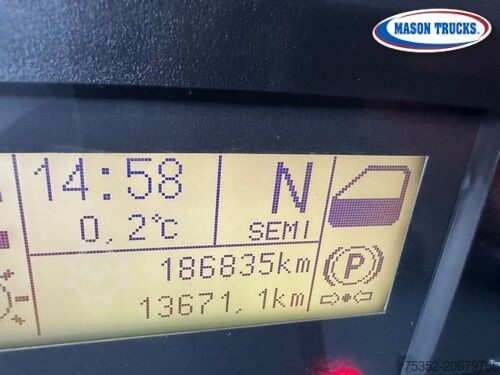 MASON TRUCKS.
14:58
N
0,2°c
SEMI
186835km
P
13671,1km